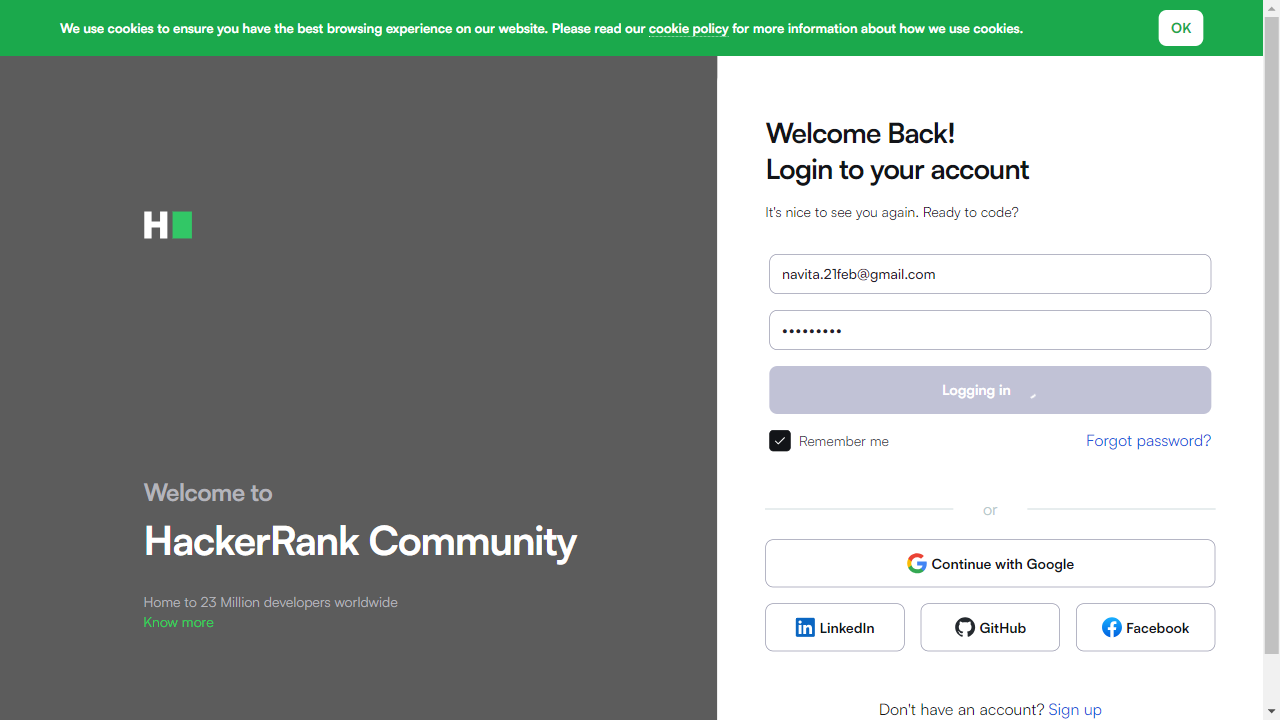 We use cookies to ensure you have the best browsing experience on our website. Please read our cookie policy for more information about how we use cookies.
OK
H
Welcome to
HackerRank Community
Home to 23 Million developers worldwide
Know more
Welcome Back!
Login to your account
It's nice to see you again. Ready to code?
navita.21feb@gmail.com
•••••••••
Logging in
Remember me
Forgot password?
or
Continue with Google
LinkedIn
GitHub
Facebook
Don't have an account? Sign up